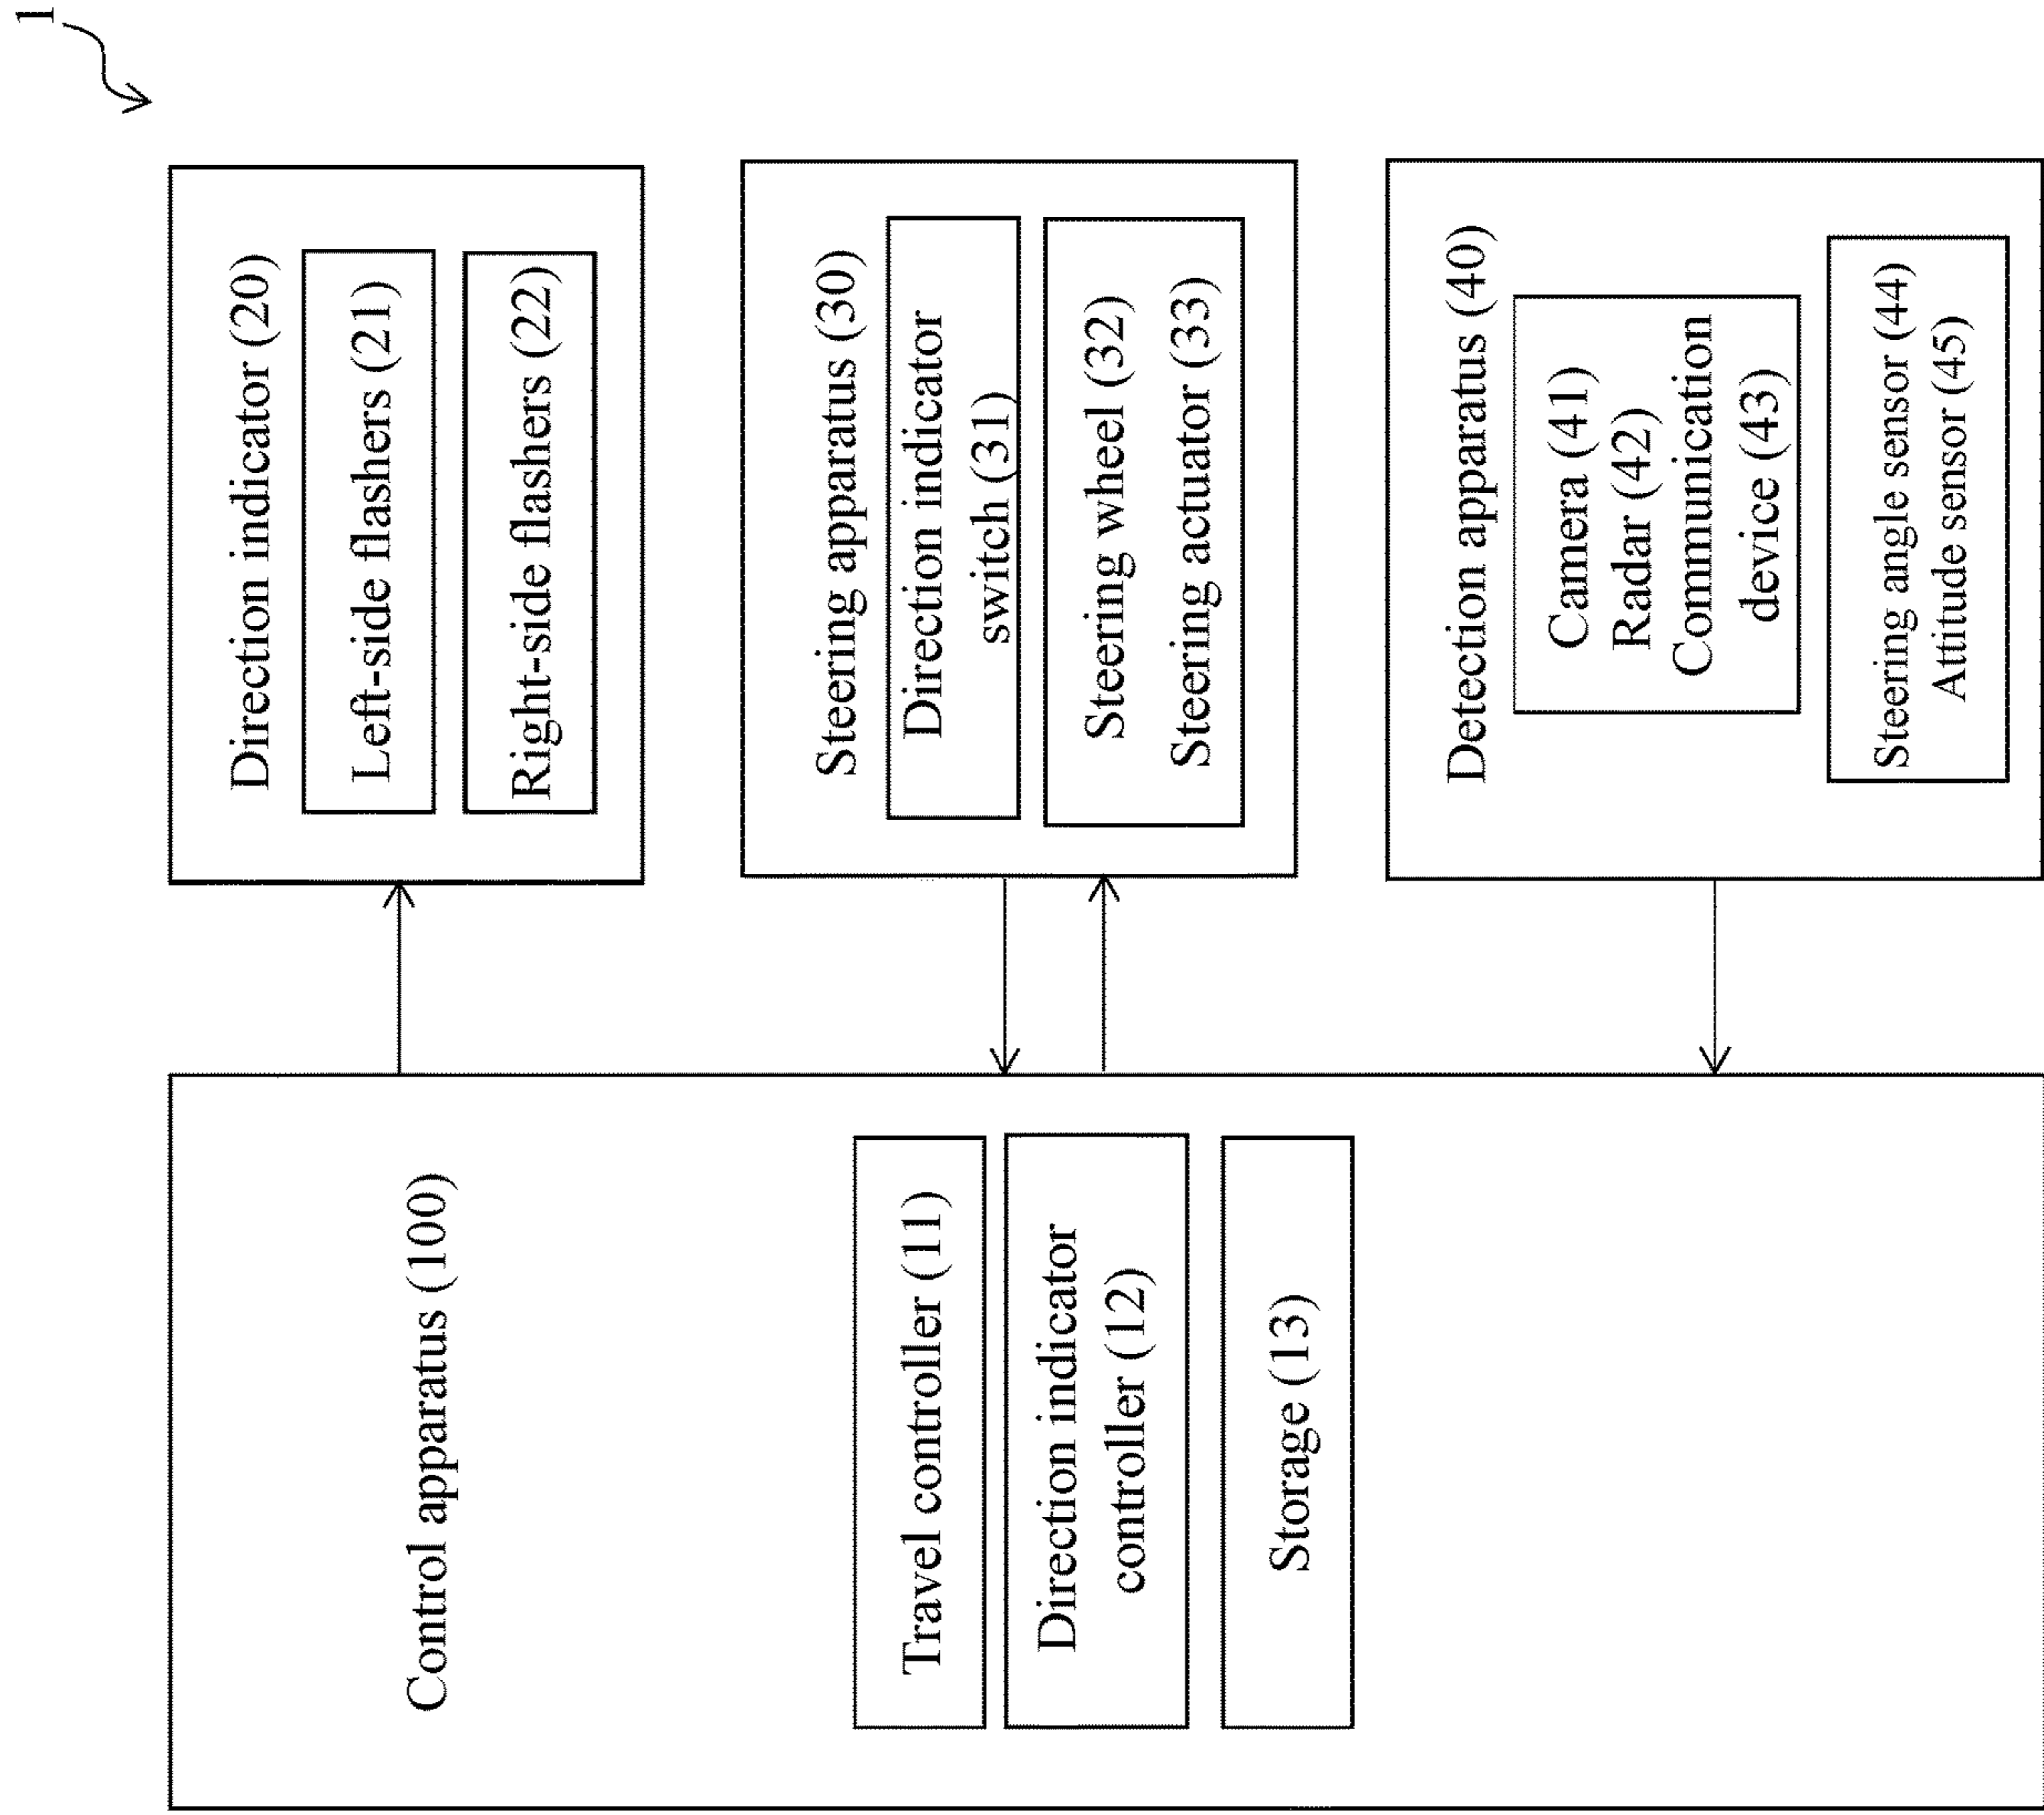 1
Control apparatus (100)
Travel controller (11)
Direction indicator
controller (12)
Storage (13)
Direction indicator (20)
Left-side flashers (21)
Right-side flashers (22)
Steering apparatus (30)
Direction indicator
switch (31)
Steering wheel (32)
Steering actuator (33)
Detection apparatus (40)
Camera (41)
Radar (42)
Communication
device (43)
Steering angle sensor (44)
Attitude sensor (45)